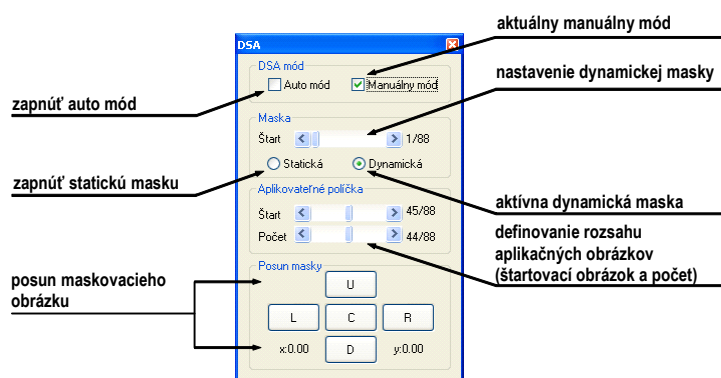 aktuálny manuálny mód
DSA
DSA mód
nastavenie dynamickej masky
Auto mód
Manuálny mód
zapnúť auto mód
Maska
Štart
1/88
Statická
Dynamická
zapnúť statickú masku
Aplikovateľné políčka
aktívna dynamická maska
Štart
45/88
definovanie rozsahu
Počet
44/88
aplikačných obrázkov
(štartovací obrázok a počet)
Posun masky
posun maskovacieho
obrázku
U
L
C
R
x:0.00
D
y:0.00